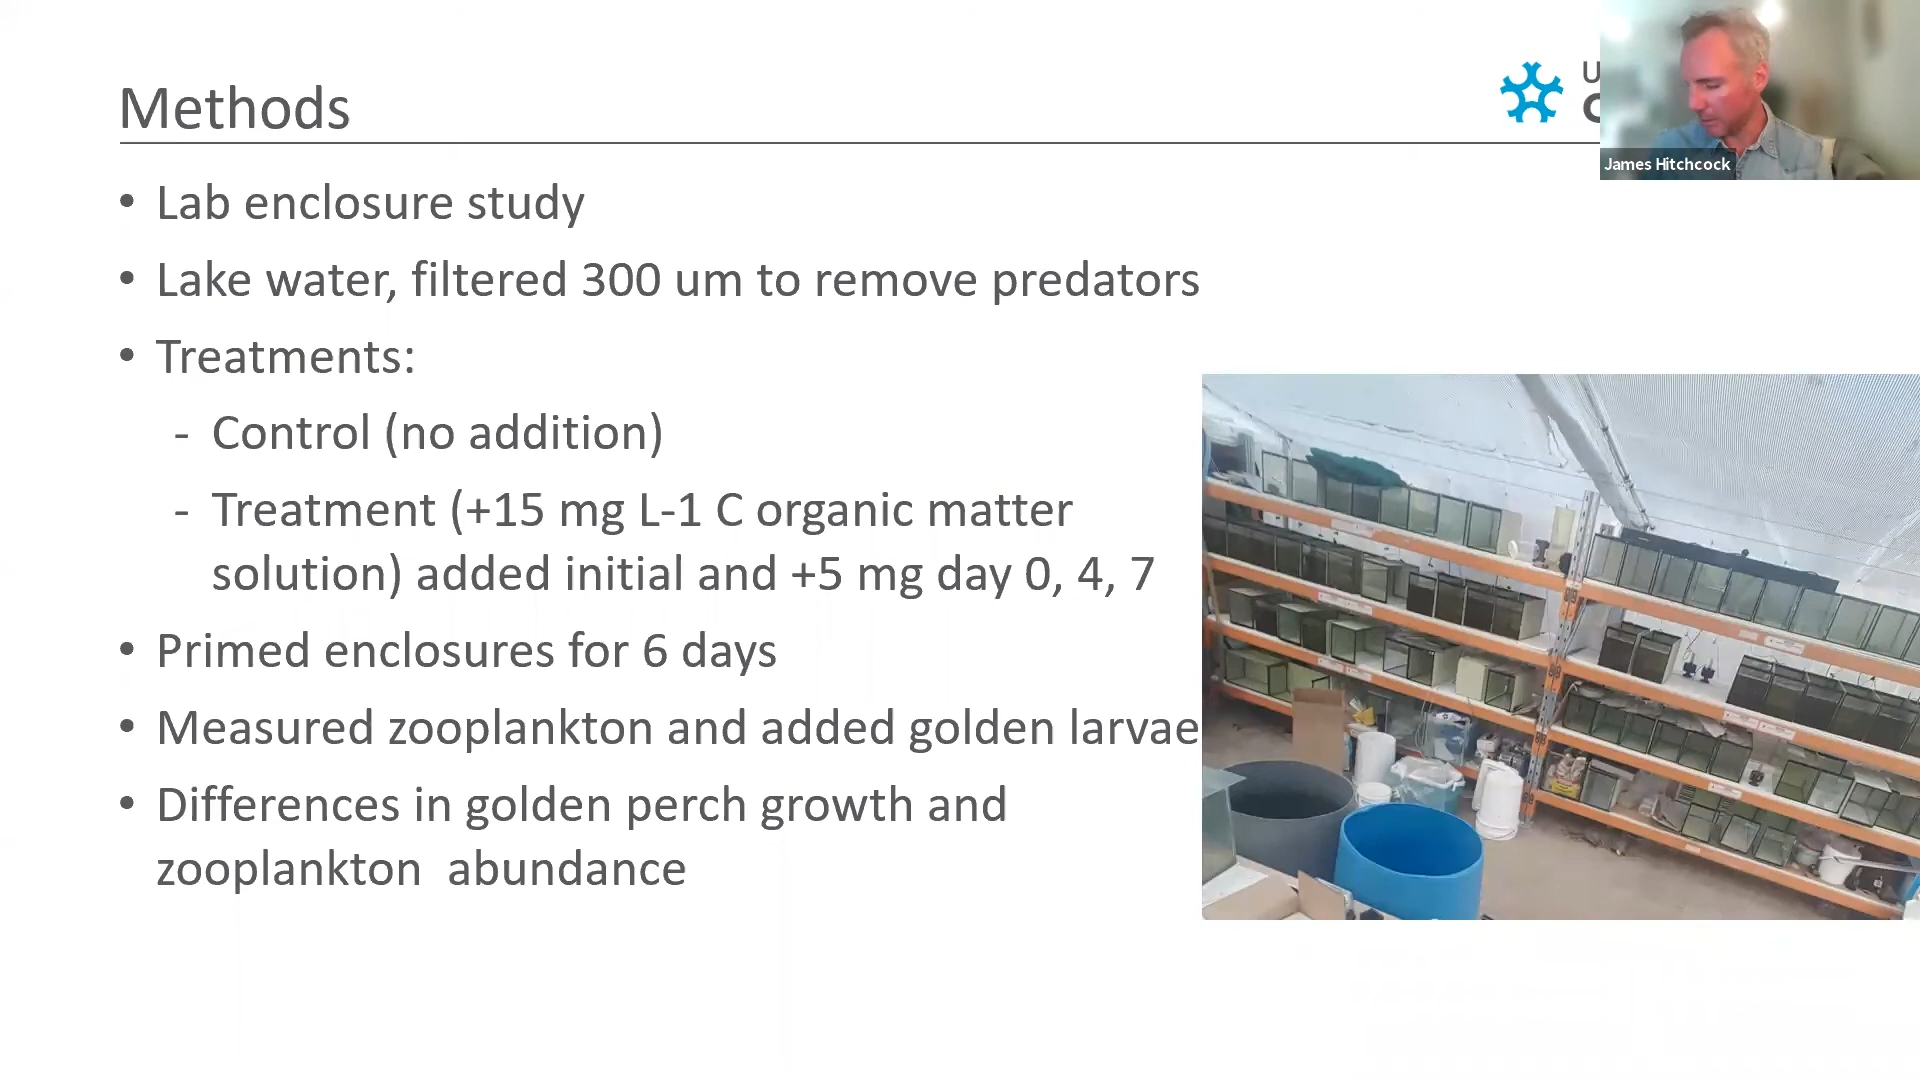 Methods
James Hitchcock
• Lab enclosure study
• Lake water, filtered 300 um to remove predators
• Treatments:
- Control (no addition)
- Treatment (+15 mg L-1 C organic matter
solution) added initial and +5 mg day 0, 4, 7
• Primed enclosures for 6 days
• Measured zooplankton and added golden larvae
• Differences in golden perch growth and
zooplankton  abundance